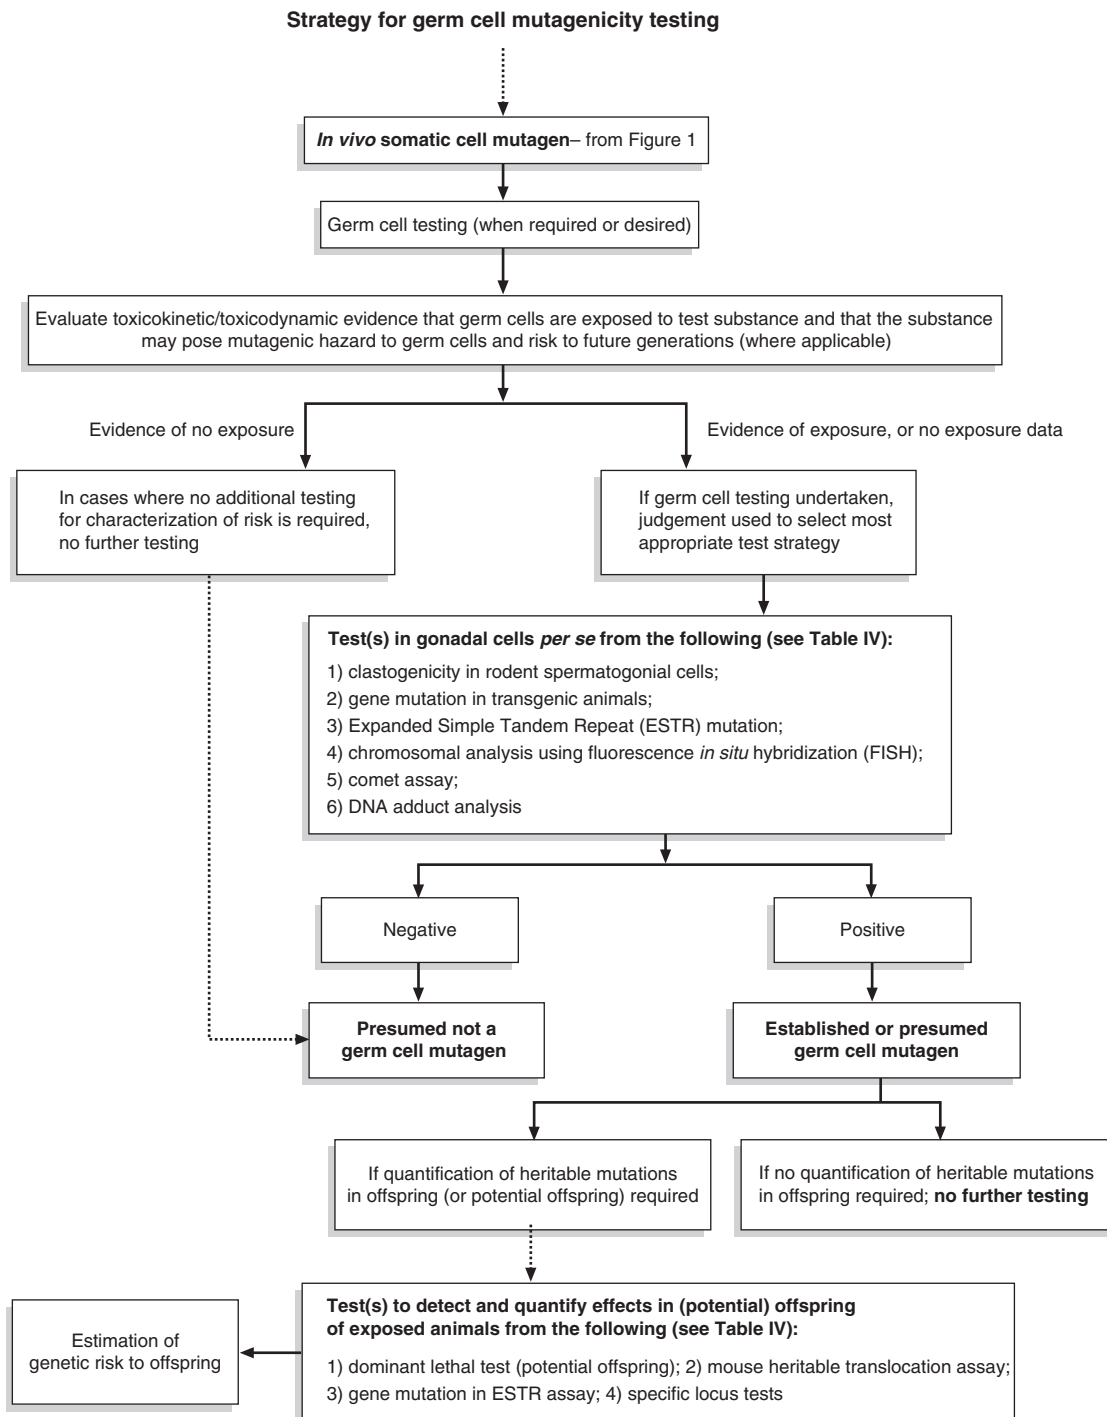 Strategy for germ cell mutagenicity testing
In vivo somatic cell mutagen– from Figure 1
Germ cell testing (when required or desired)
Evaluate toxicokinetic/toxicodynamic evidence that germ cells are exposed to test substance and that the substance
may pose mutagenic hazard to germ cells and risk to future generations (where applicable)
Evidence of no exposure
Evidence of exposure, or no exposure data
In cases where no additional testing
for characterization of risk is required,
no further testing
If germ cell testing undertaken,
judgement used to select most
appropriate test strategy
Test(s) in gonadal cells per se from the following (see Table IV):
1) clastogenicity in rodent spermatogonial cells;
2) gene mutation in transgenic animals;
3) Expanded Simple Tandem Repeat (ESTR) mutation;
4) chromosomal analysis using fluorescence in situ hybridization (FISH);
5) comet assay;
6) DNA adduct analysis
Negative
Positive
Presumed not a
germ cell mutagen
Established or presumed
germ cell mutagen
If quantification of heritable mutations
in offspring (or potential offspring) required
If no quantification of heritable mutations
in offspring required; no further testing
Estimation of
genetic risk to offspring
Test(s) to detect and quantify effects in (potential) offspring
of exposed animals from the following (see Table IV):
1) dominant lethal test (potential offspring); 2) mouse heritable translocation assay;
3) gene mutation in ESTR assay; 4) specific locus tests